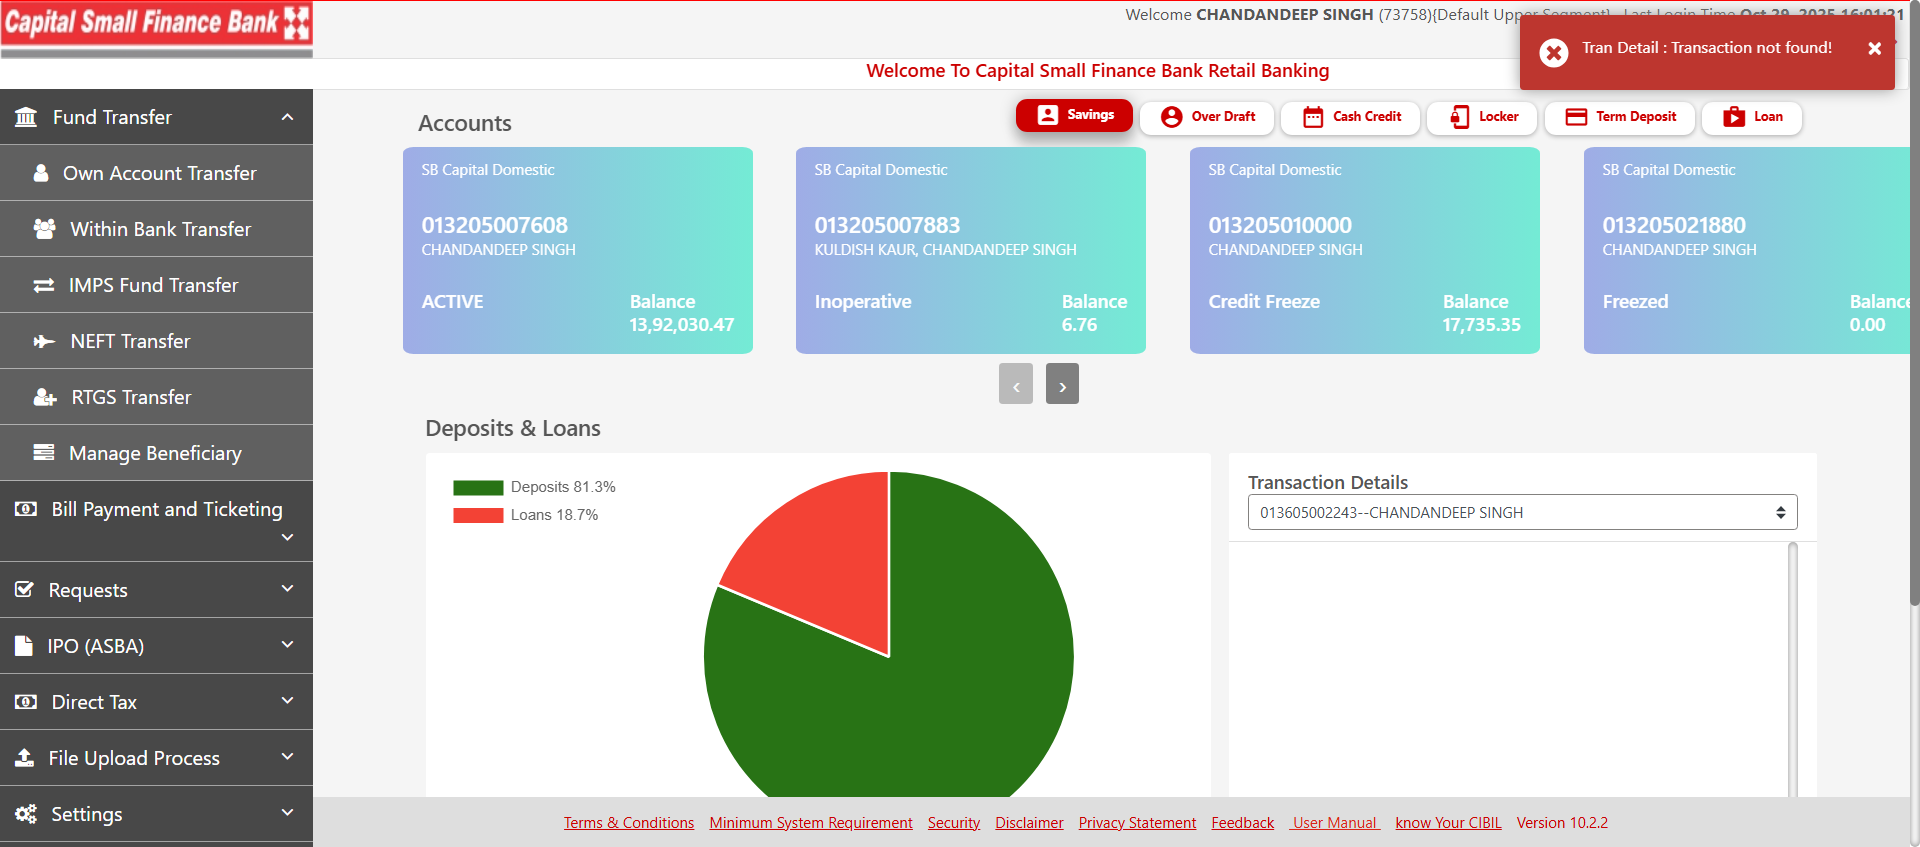 Capital Small Finance Bank
Welcome CHANDANDEEP SINGH (73758){Default Upper Segment} Last Login Time Oct 29, 2025 16:01:21
Tran Detail : Transaction not found!
Welcome To Capital Small Finance Bank Retail Banking
Fund Transfer
Own Account Transfer
Within Bank Transfer
IMPS Fund Transfer
NEFT Transfer
RTGS Transfer
Manage Beneficiary
Bill Payment and Ticketing
Requests
IPO (ASBA)
Direct Tax
File Upload Process
Settings
Accounts
Savings
Over Draft
Cash Credit
Locker
Term Deposit
Loan
SB Capital Domestic
013205007608
CHANDANDEEP SINGH
ACTIVE
Balance
13,92,030.47
SB Capital Domestic
013205007883
KULDISH KAUR, CHANDANDEEP SINGH
Inoperative
Balance
6.76
SB Capital Domestic
013205010000
CHANDANDEEP SINGH
Credit Freeze
Balance
17,735.35
SB Capital Domestic
013205021880
CHANDANDEEP SINGH
Freezed
Balance
0.00
Deposits & Loans
Deposits 81.3%
Loans 18.7%
Transaction Details
013605002243--CHANDANDEEP SINGH
Terms & Conditions Minimum System Requirement Security Disclaimer Privacy Statement Feedback User Manual know Your CIBIL Version 10.2.2